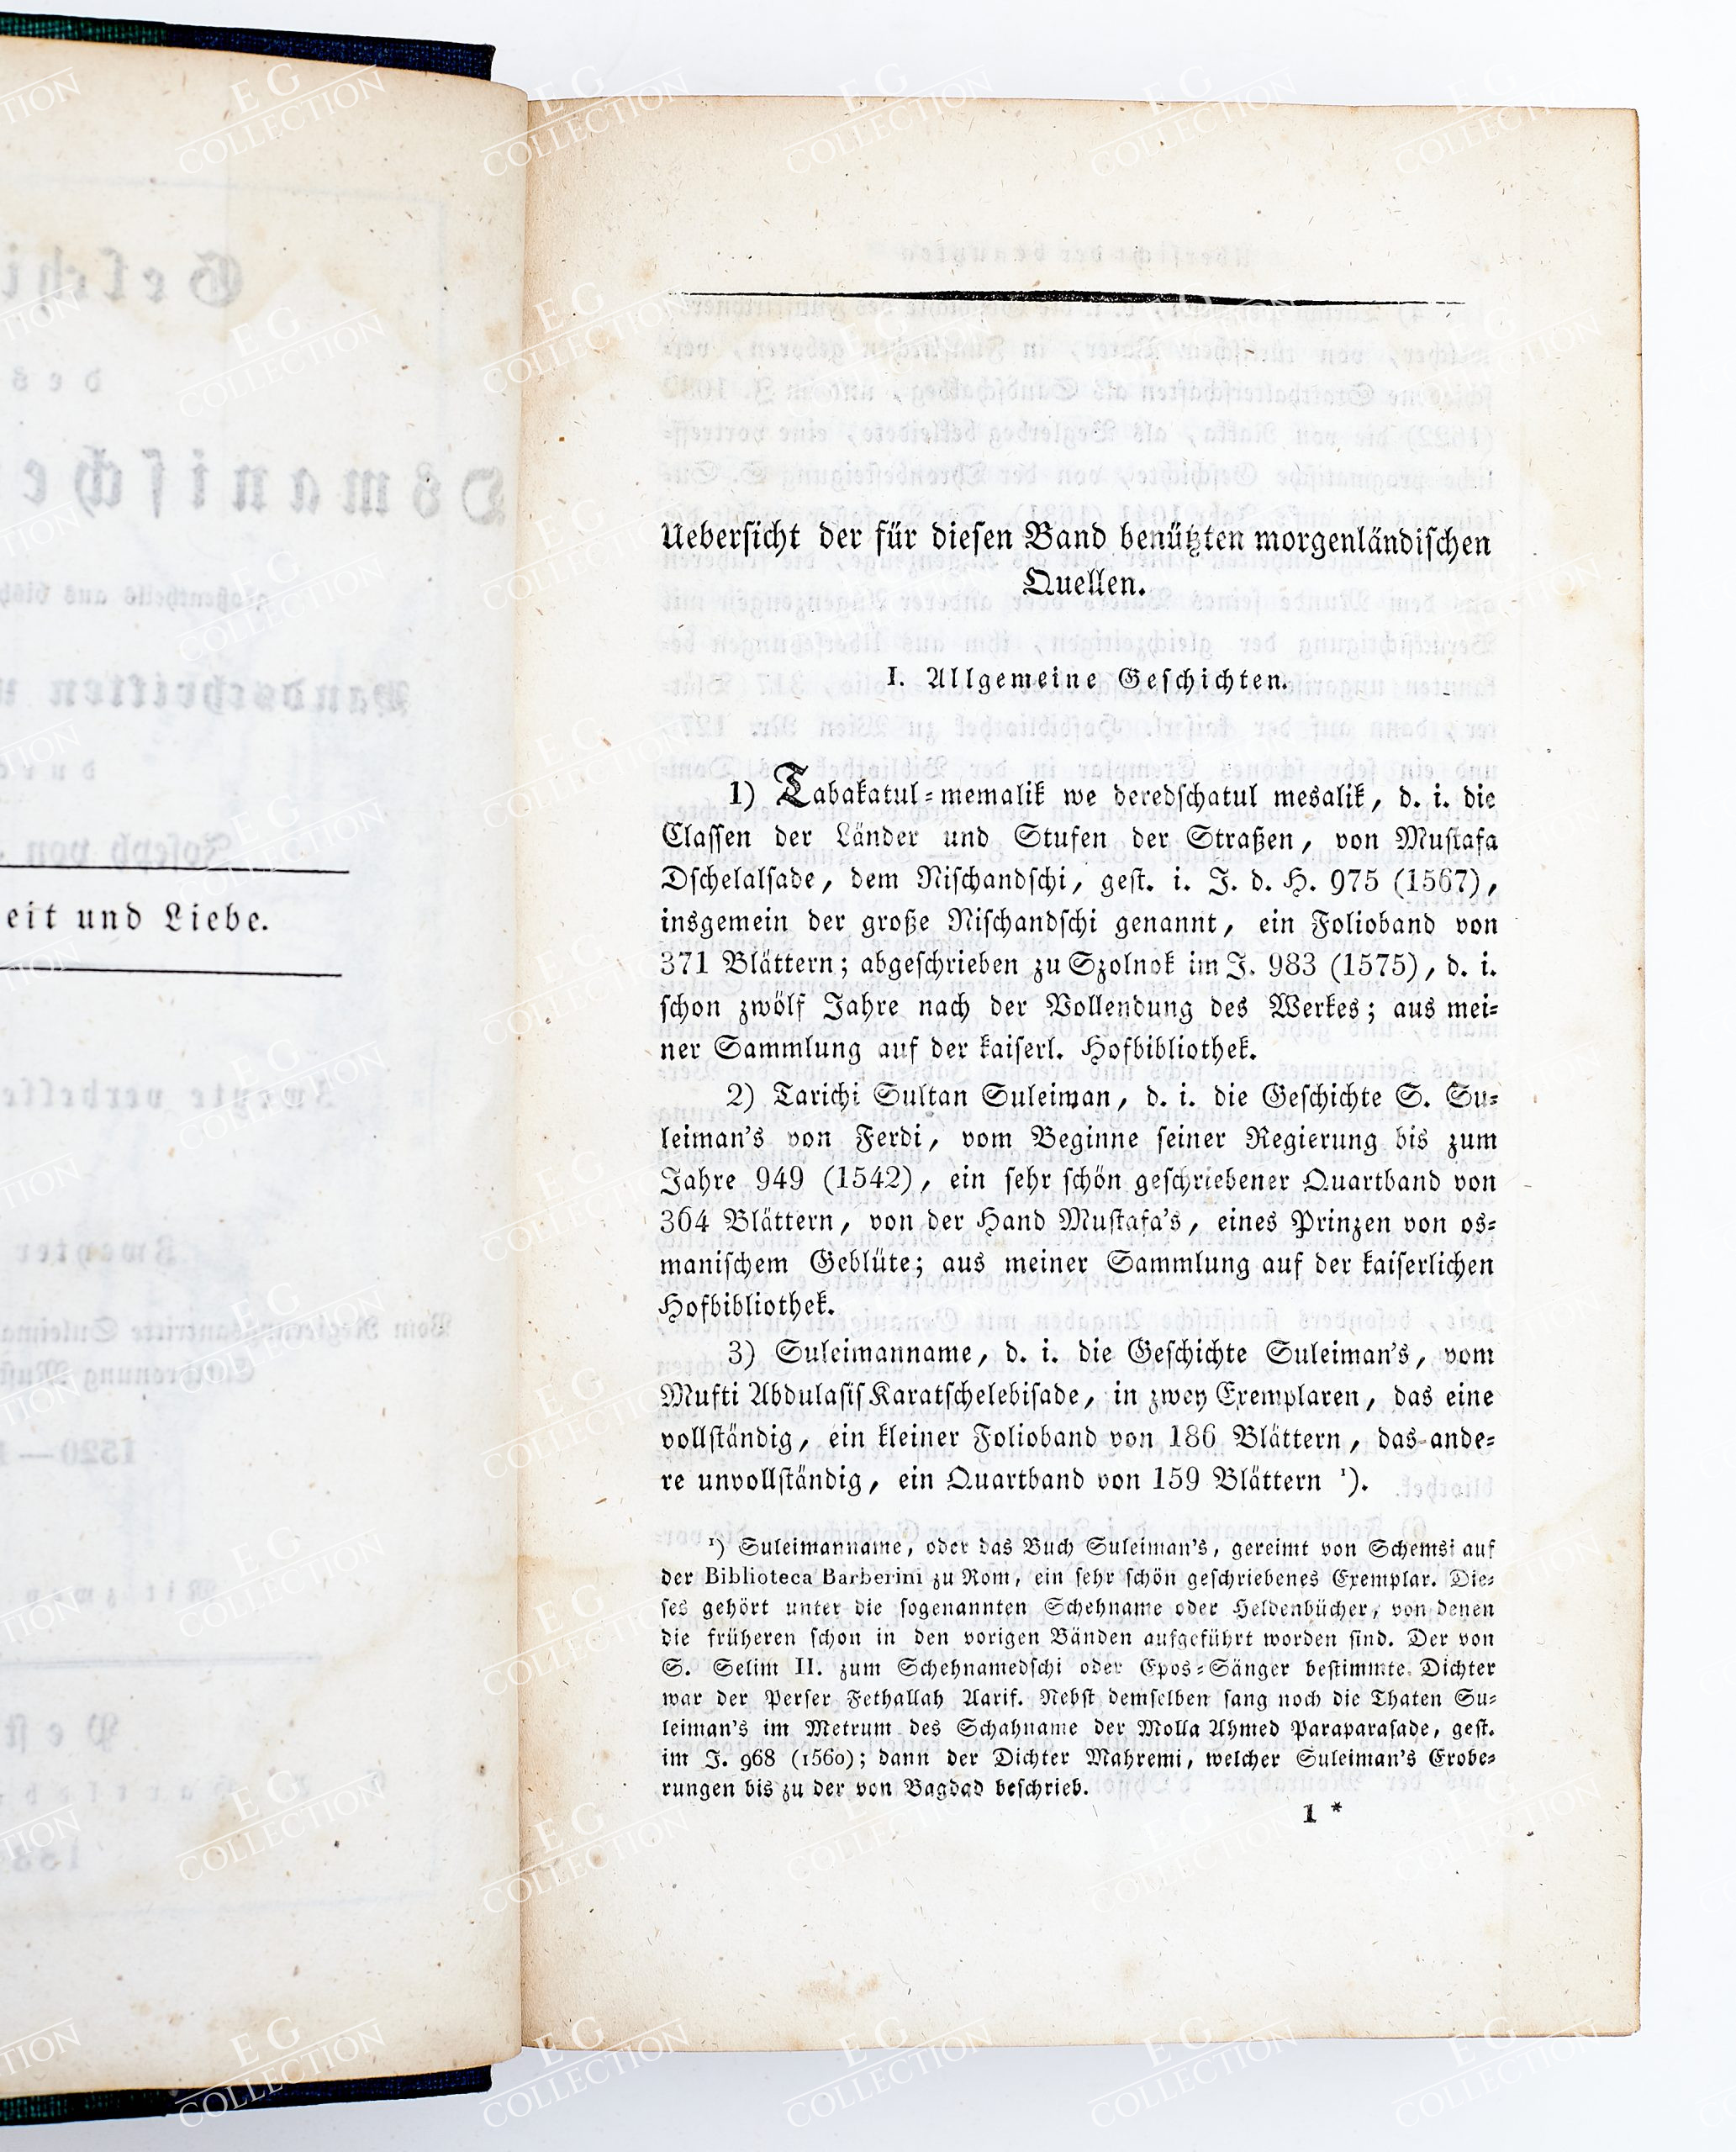 eit und Liebe.
Uebersicht der für diesen Band benützten morgenländischen
Quellen.
I. Allgemeine Geschichten.
1) Tabakatul-memalik we deredschatul mesalik, d. i. die
Classen der Länder und Stufen der Straßen, von Mustafa
Dschelalsade, dem Nischandschi, gest. i. J. d. H. 975 (1567),
insgemein der große Nischandschi genannt, ein Folioband von
371 Blättern; abgeschrieben zu Szolnok im J. 983 (1575), d. i.
schon zwölf Jahre nach der Vollendung des Werkes; aus mei-
ner Sammlung auf der kaiserl. Hofbibliothek.
2) Tarichi Sultan Suleiman, d. i. die Geschichte S. Su-
leiman's von Ferdi, vom Beginne seiner Regierung bis zum
Jahre 949 (1542), ein sehr schön geschriebener Quartband von
364 Blättern, von der Hand Mustafa's, eines Prinzen von os-
manischem Geblüte; aus meiner Sammlung auf der kaiserlichen
Hofbibliothek.
3) Suleimanname, d. i. die Geschichte Suleiman's, vom
Mufti Abdulasis Karatschelebisade, in zwey Exemplaren, das eine
vollständig, ein kleiner Folioband von 186 Blättern, das ande-
re unvollständig, ein Quartband von 159 Blättern ¹).
¹) Suleimanname, oder das Buch Suleiman's, gereimt von Schemsi auf
der Biblioteca Barberini zu Rom, ein sehr schön geschriebenes Exemplar. Die-
ses gehört unter die sogenannten Schehname oder Heldenbücher, von denen
die früheren schon in den vorigen Bänden aufgeführt worden sind. Der von
S. Selim II. zum Schehnamedschi oder Epos-Sänger bestimmte Dichter
war der Perser Fethallah Aarif. Nebst demselben sang noch die Thaten Su-
leiman's im Metrum des Schahname der Molla Ahmed Paraparasade, gest.
im J. 968 (1560); dann der Dichter Mahremi, welcher Suleiman's Erobe-
rungen bis zu der von Bagdad beschrieb.
1 *